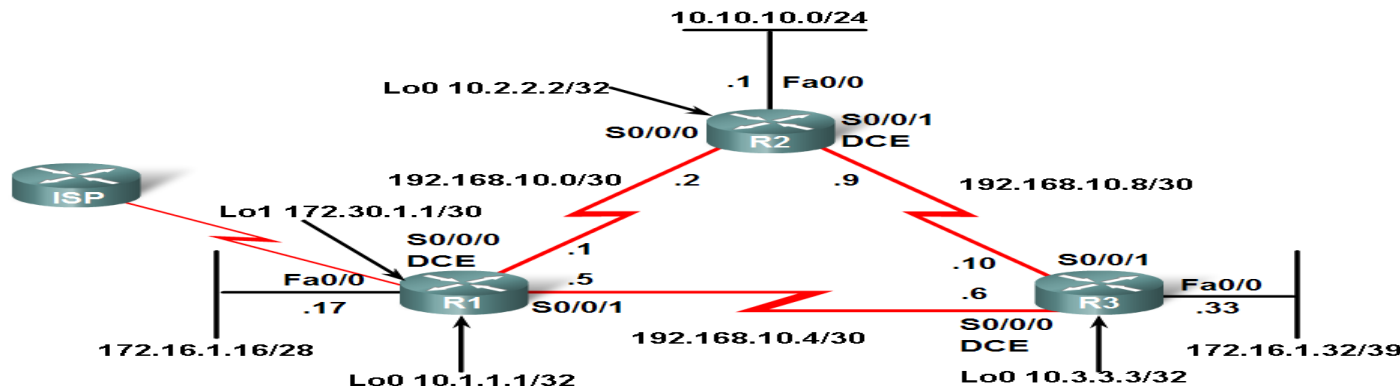 10.10.10.0/24
.1 Fa0/0
Lo0 10.2.2.2/32
S0/0/0
R2
S0/0/1
DCE
192.168.10.0/30
.2
.9
192.168.10.8/30
ISP
Lo1 172.30.1.1/30
S0/0/0
DCE
.1
Fa0/0
.17
R1
.5
S0/0/1
172.16.1.16/28
Lo0 10.1.1.1/32
192.168.10.4/30
.10
S0/0/1
.6
R3
Fa0/0
.33
S0/0/0
DCE
172.16.1.32/39
Lo0 10.3.3.3/32